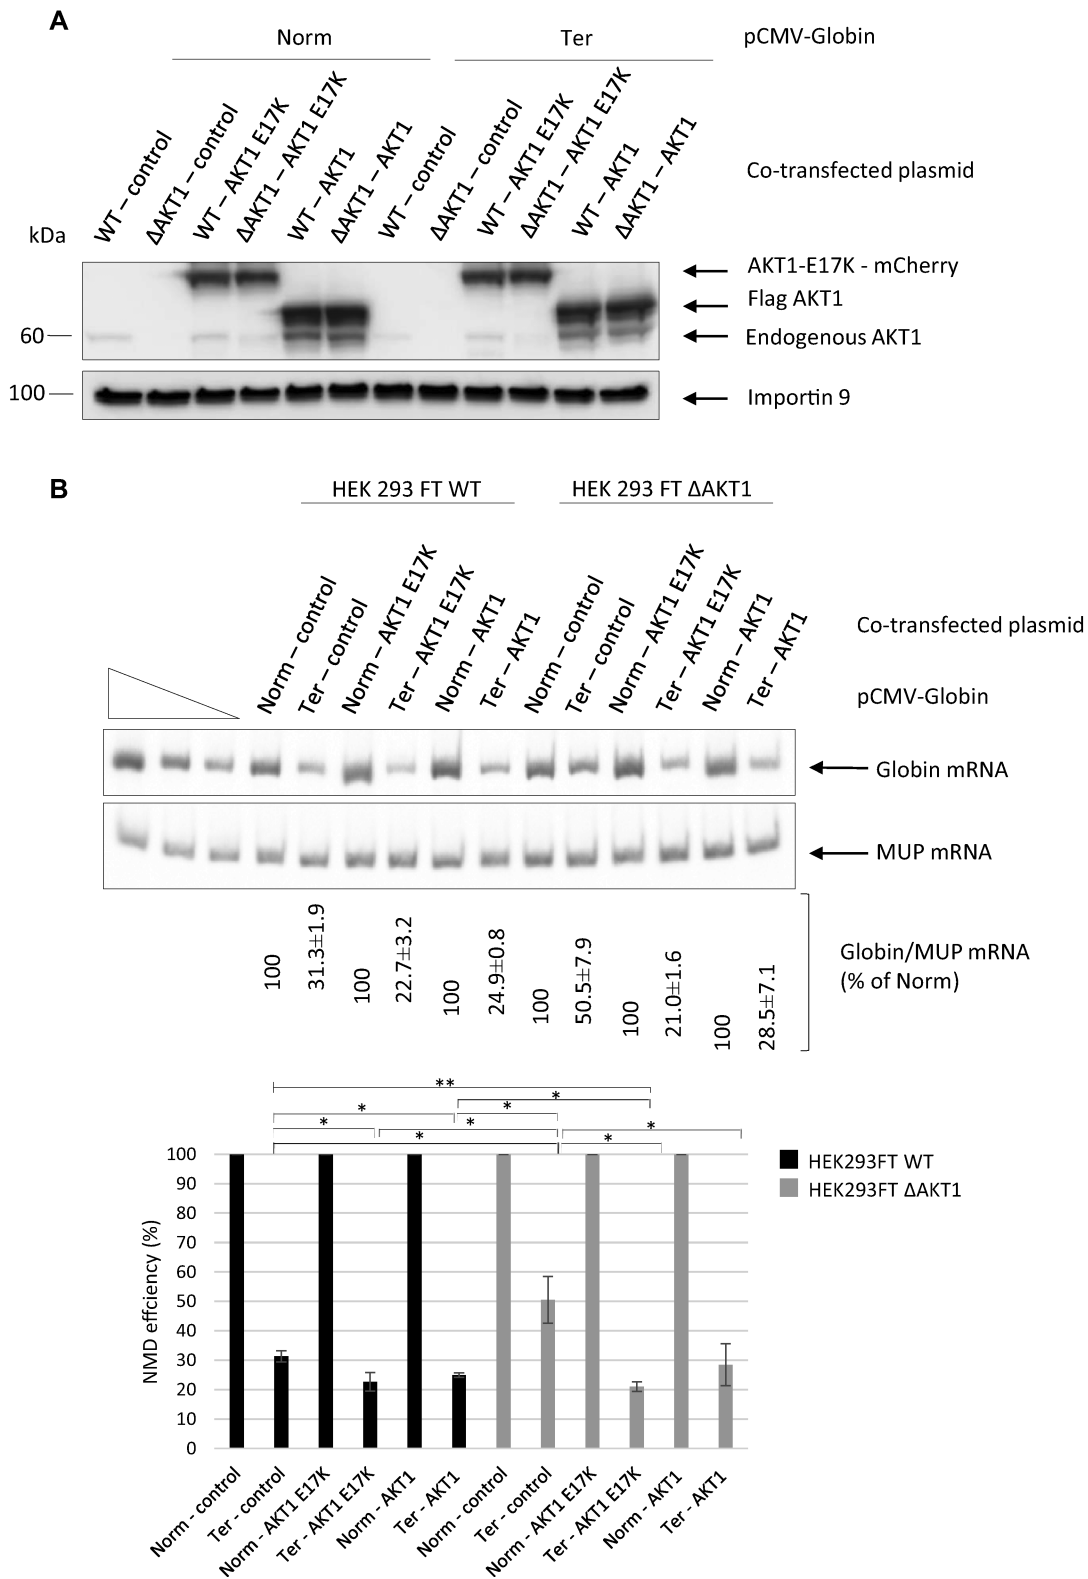 A
Norm
Ter
pCMV-Globin
WT – control
ΔAKT1 – control
WT – AKT1 E17K
ΔAKT1 – AKT1 E17K
WT – AKT1
ΔAKT1 – AKT1
WT – control
ΔAKT1 – control
WT – AKT1 E17K
ΔAKT1 – AKT1 E17K
WT – AKT1
ΔAKT1 – AKT1
Co-transfected plasmid
kDa
AKT1-E17K - mCherry
Flag AKT1
60
Endogenous AKT1
100
Importin 9
B
HEK 293 FT WT
HEK 293 FT ΔAKT1
Norm – control
Ter – control
Norm – AKT1 E17K
Ter – AKT1 E17K
Norm – AKT1
Ter – AKT1
Norm – control
Ter – control
Norm – AKT1 E17K
Ter – AKT1 E17K
Norm – AKT1
Ter – AKT1
Co-transfected plasmid
pCMV-Globin
Globin mRNA
MUP mRNA
100
31.3±1.9
100
22.7±3.2
100
24.9±0.8
100
50.5±7.9
100
21.0±1.6
100
28.5±7.1
Globin/MUP mRNA
(% of Norm)
**
*
*
*
*
*
*
*
*
NMD effciency (%)
100
90
80
70
60
50
40
30
20
10
0
HEK293FT WT
HEK293FT ΔAKT1
Norm - control
Ter - control
Norm - AKT1 E17K
Ter - AKT1 E17K
Norm - AKT1
Ter - AKT1
Norm - control
Ter - control
Norm - AKT1 E17K
Ter - AKT1 E17K
Norm - AKT1
Ter - AKT1